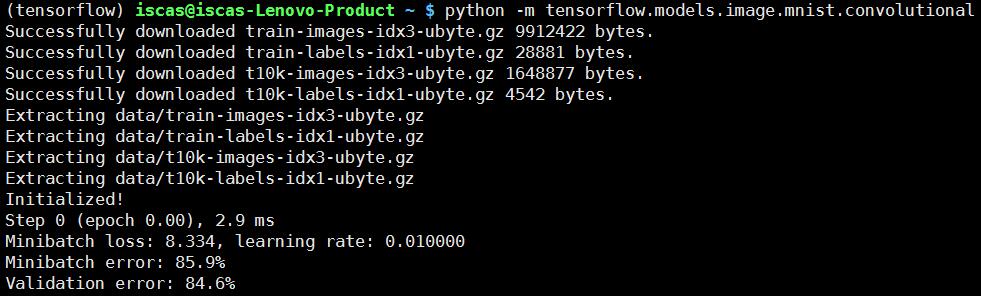 (tensorflow) iscas@iscas-Lenovo-Product ~ $ python -m tensorflow.models.image.mnist.convolutional
Successfully downloaded train-images-idx3-ubyte.gz 9912422 bytes.
Successfully downloaded train-labels-idx1-ubyte.gz 28881 bytes.
Successfully downloaded t10k-images-idx3-ubyte.gz 1648877 bytes.
Successfully downloaded t10k-labels-idx1-ubyte.gz 4542 bytes.
Extracting data/train-images-idx3-ubyte.gz
Extracting data/train-labels-idx1-ubyte.gz
Extracting data/t10k-images-idx3-ubyte.gz
Extracting data/t10k-labels-idx1-ubyte.gz
Initialized!
Step 0 (epoch 0.00), 2.9 ms
Minibatch loss: 8.334, learning rate: 0.010000
Minibatch error: 85.9%
Validation error: 84.6%